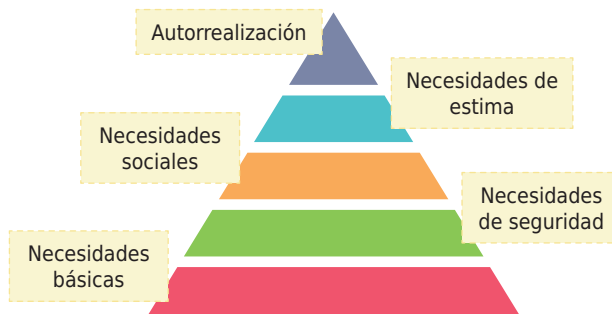 Autorrealización
Necesidades de
estima
Necesidades
sociales
Necesidades
de seguridad
Necesidades
básicas